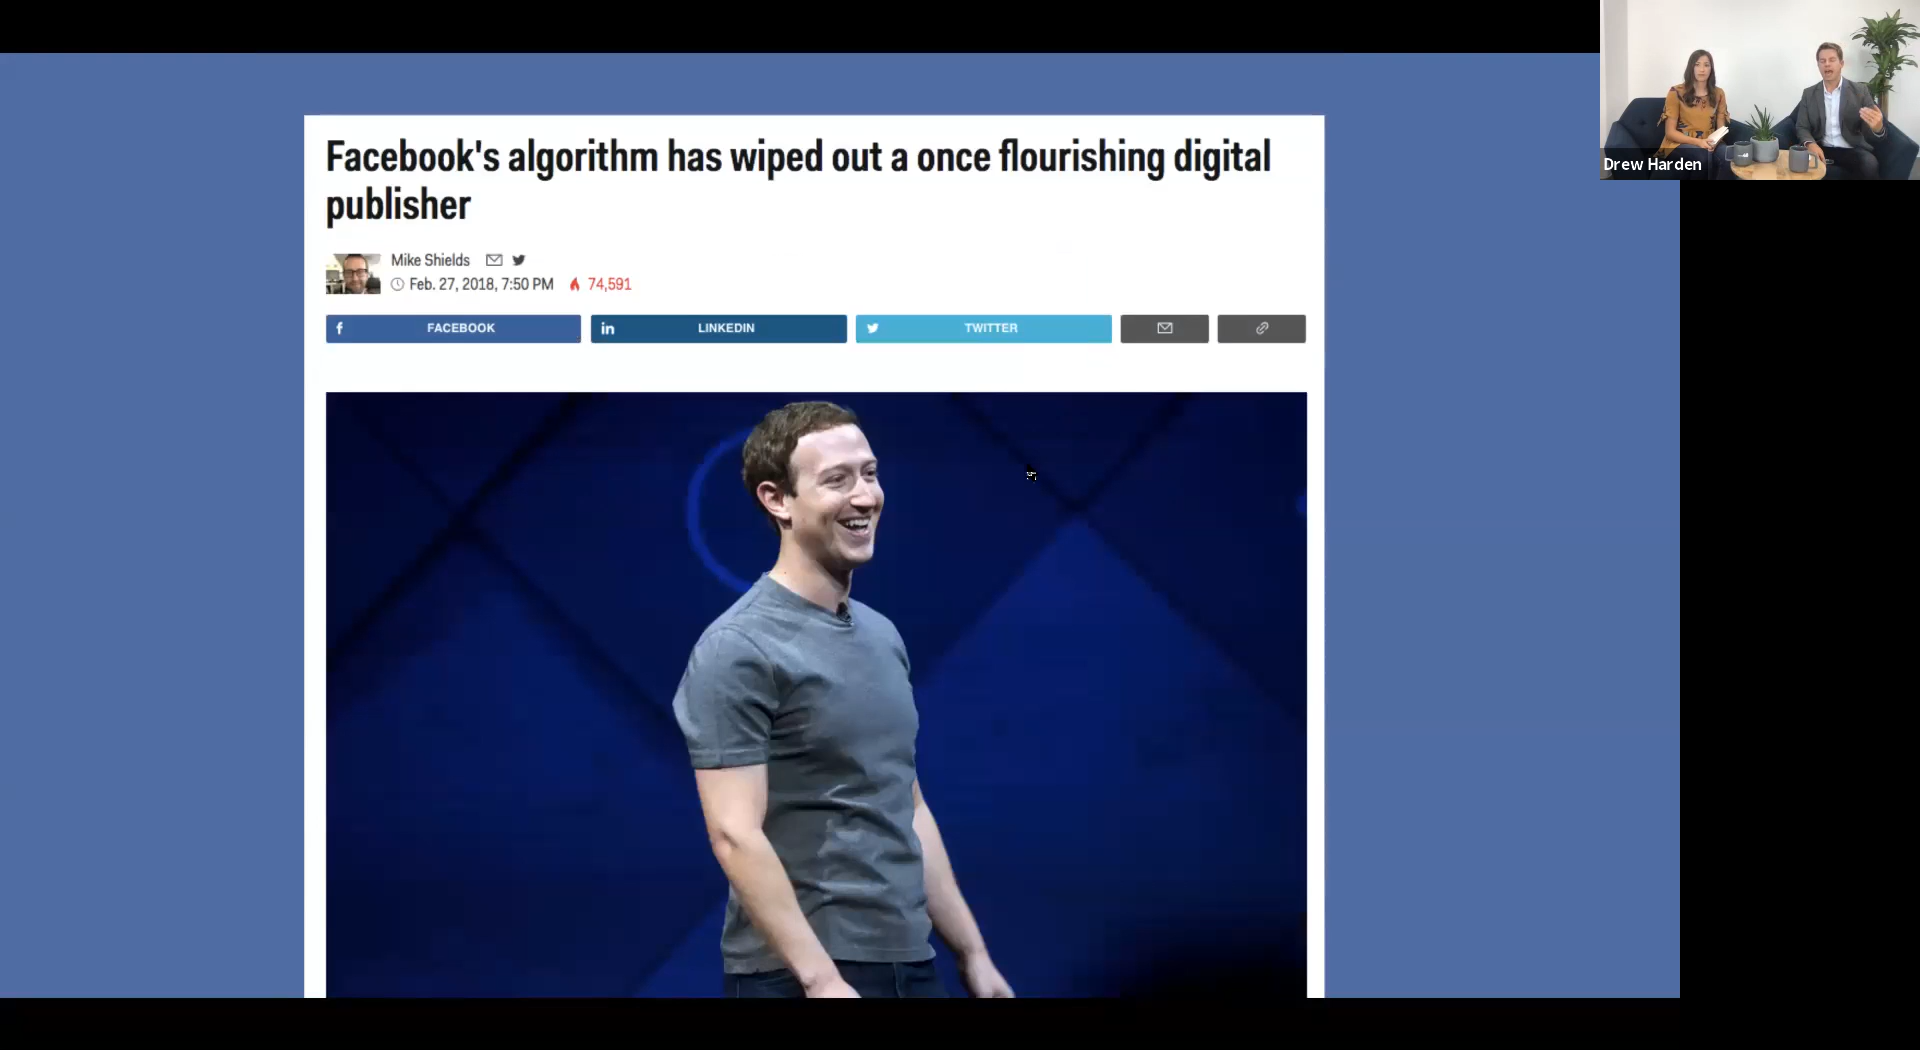 Facebook's algorithm has wiped out a once flourishing digital
publisher
Mike Shields
Feb. 27, 2018, 7:50 PM 74,591
f FACEBOOK in LINKEDIN TWITTER
Drew Harden